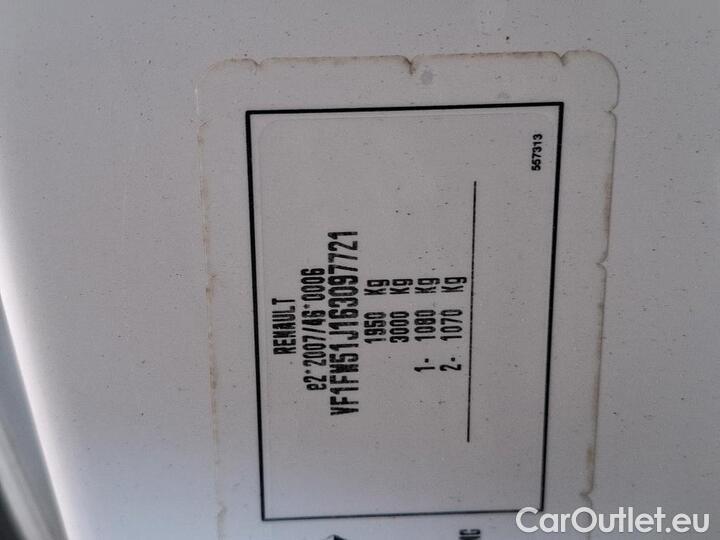 RENAULT
e2*2007/46*0006
VF1FW51J163097721
1950 Kg
3000 Kg
1- 1080 Kg
2- 1070 Kg
557313
CarOutlet.eu